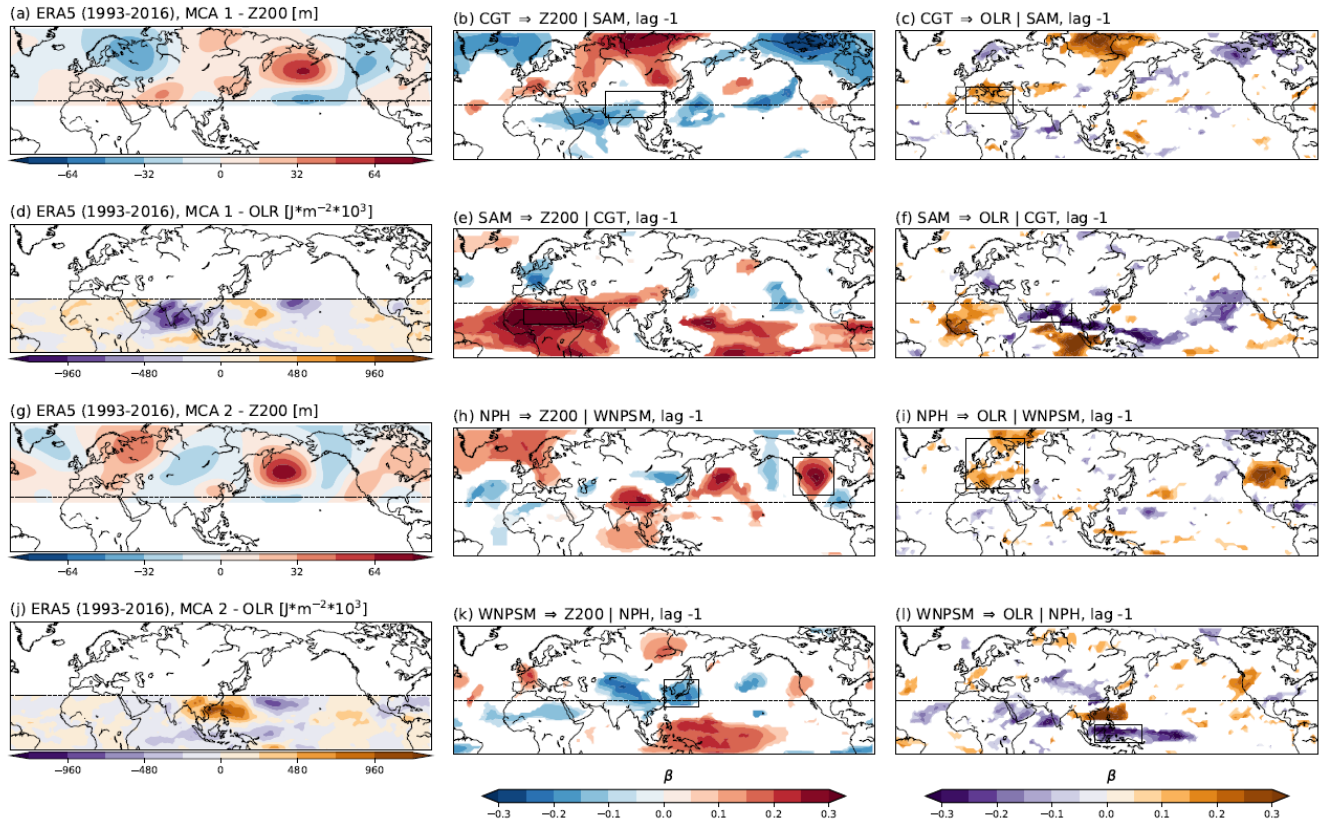 (a) ERA5 (1993-2016), MCA 1 - Z200 [m]
(b) CGT ⇒ Z200 | SAM, lag -1
(c) CGT ⇒ OLR | SAM, lag -1
−64 −32 0 32 64
(d) ERA5 (1993-2016), MCA 1 - OLR [J*m⁻²*10³]
(e) SAM ⇒ Z200 | CGT, lag -1
(f) SAM ⇒ OLR | CGT, lag -1
−960 −480 0 480 960
(g) ERA5 (1993-2016), MCA 2 - Z200 [m]
(h) NPH ⇒ Z200 | WNPSM, lag -1
(i) NPH ⇒ OLR | WNPSM, lag -1
−64 −32 0 32 64
(j) ERA5 (1993-2016), MCA 2 - OLR [J*m⁻²*10³]
(k) WNPSM ⇒ Z200 | NPH, lag -1
(l) WNPSM ⇒ OLR | NPH, lag -1
−960 −480 0 480 960
β
−0.3 −0.2 −0.1 0.0 0.1 0.2 0.3
β
−0.3 −0.2 −0.1 0.0 0.1 0.2 0.3